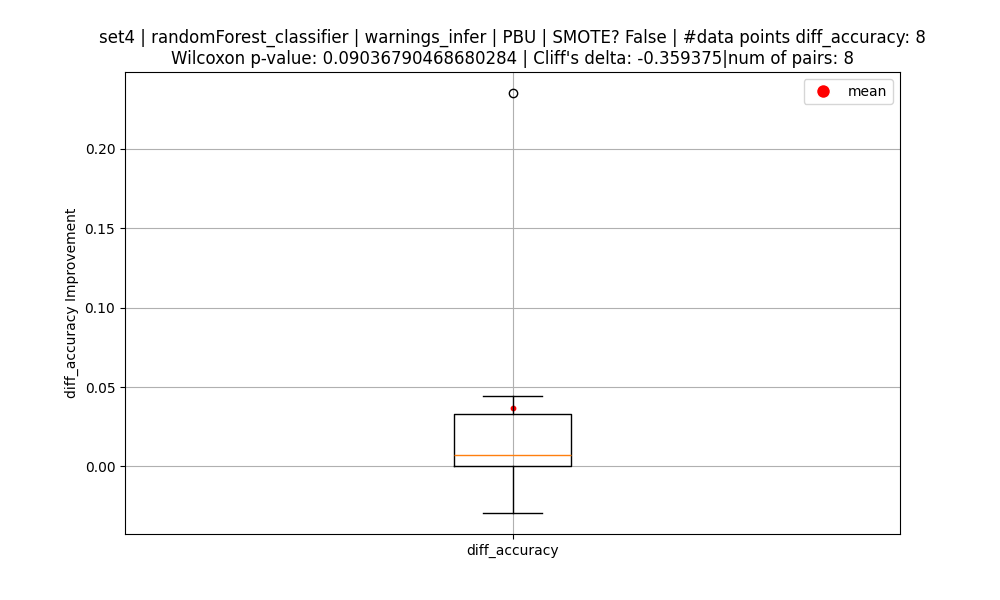 set4 | randomForest_classifier | warnings_infer | PBU | SMOTE? False | #data points diff_accuracy: 8
Wilcoxon p-value: 0.09036790468680284 | Cliff's delta: -0.359375|num of pairs: 8
mean
0.20
0.15
0.10
0.05
0.00
diff_accuracy Improvement
diff_accuracy